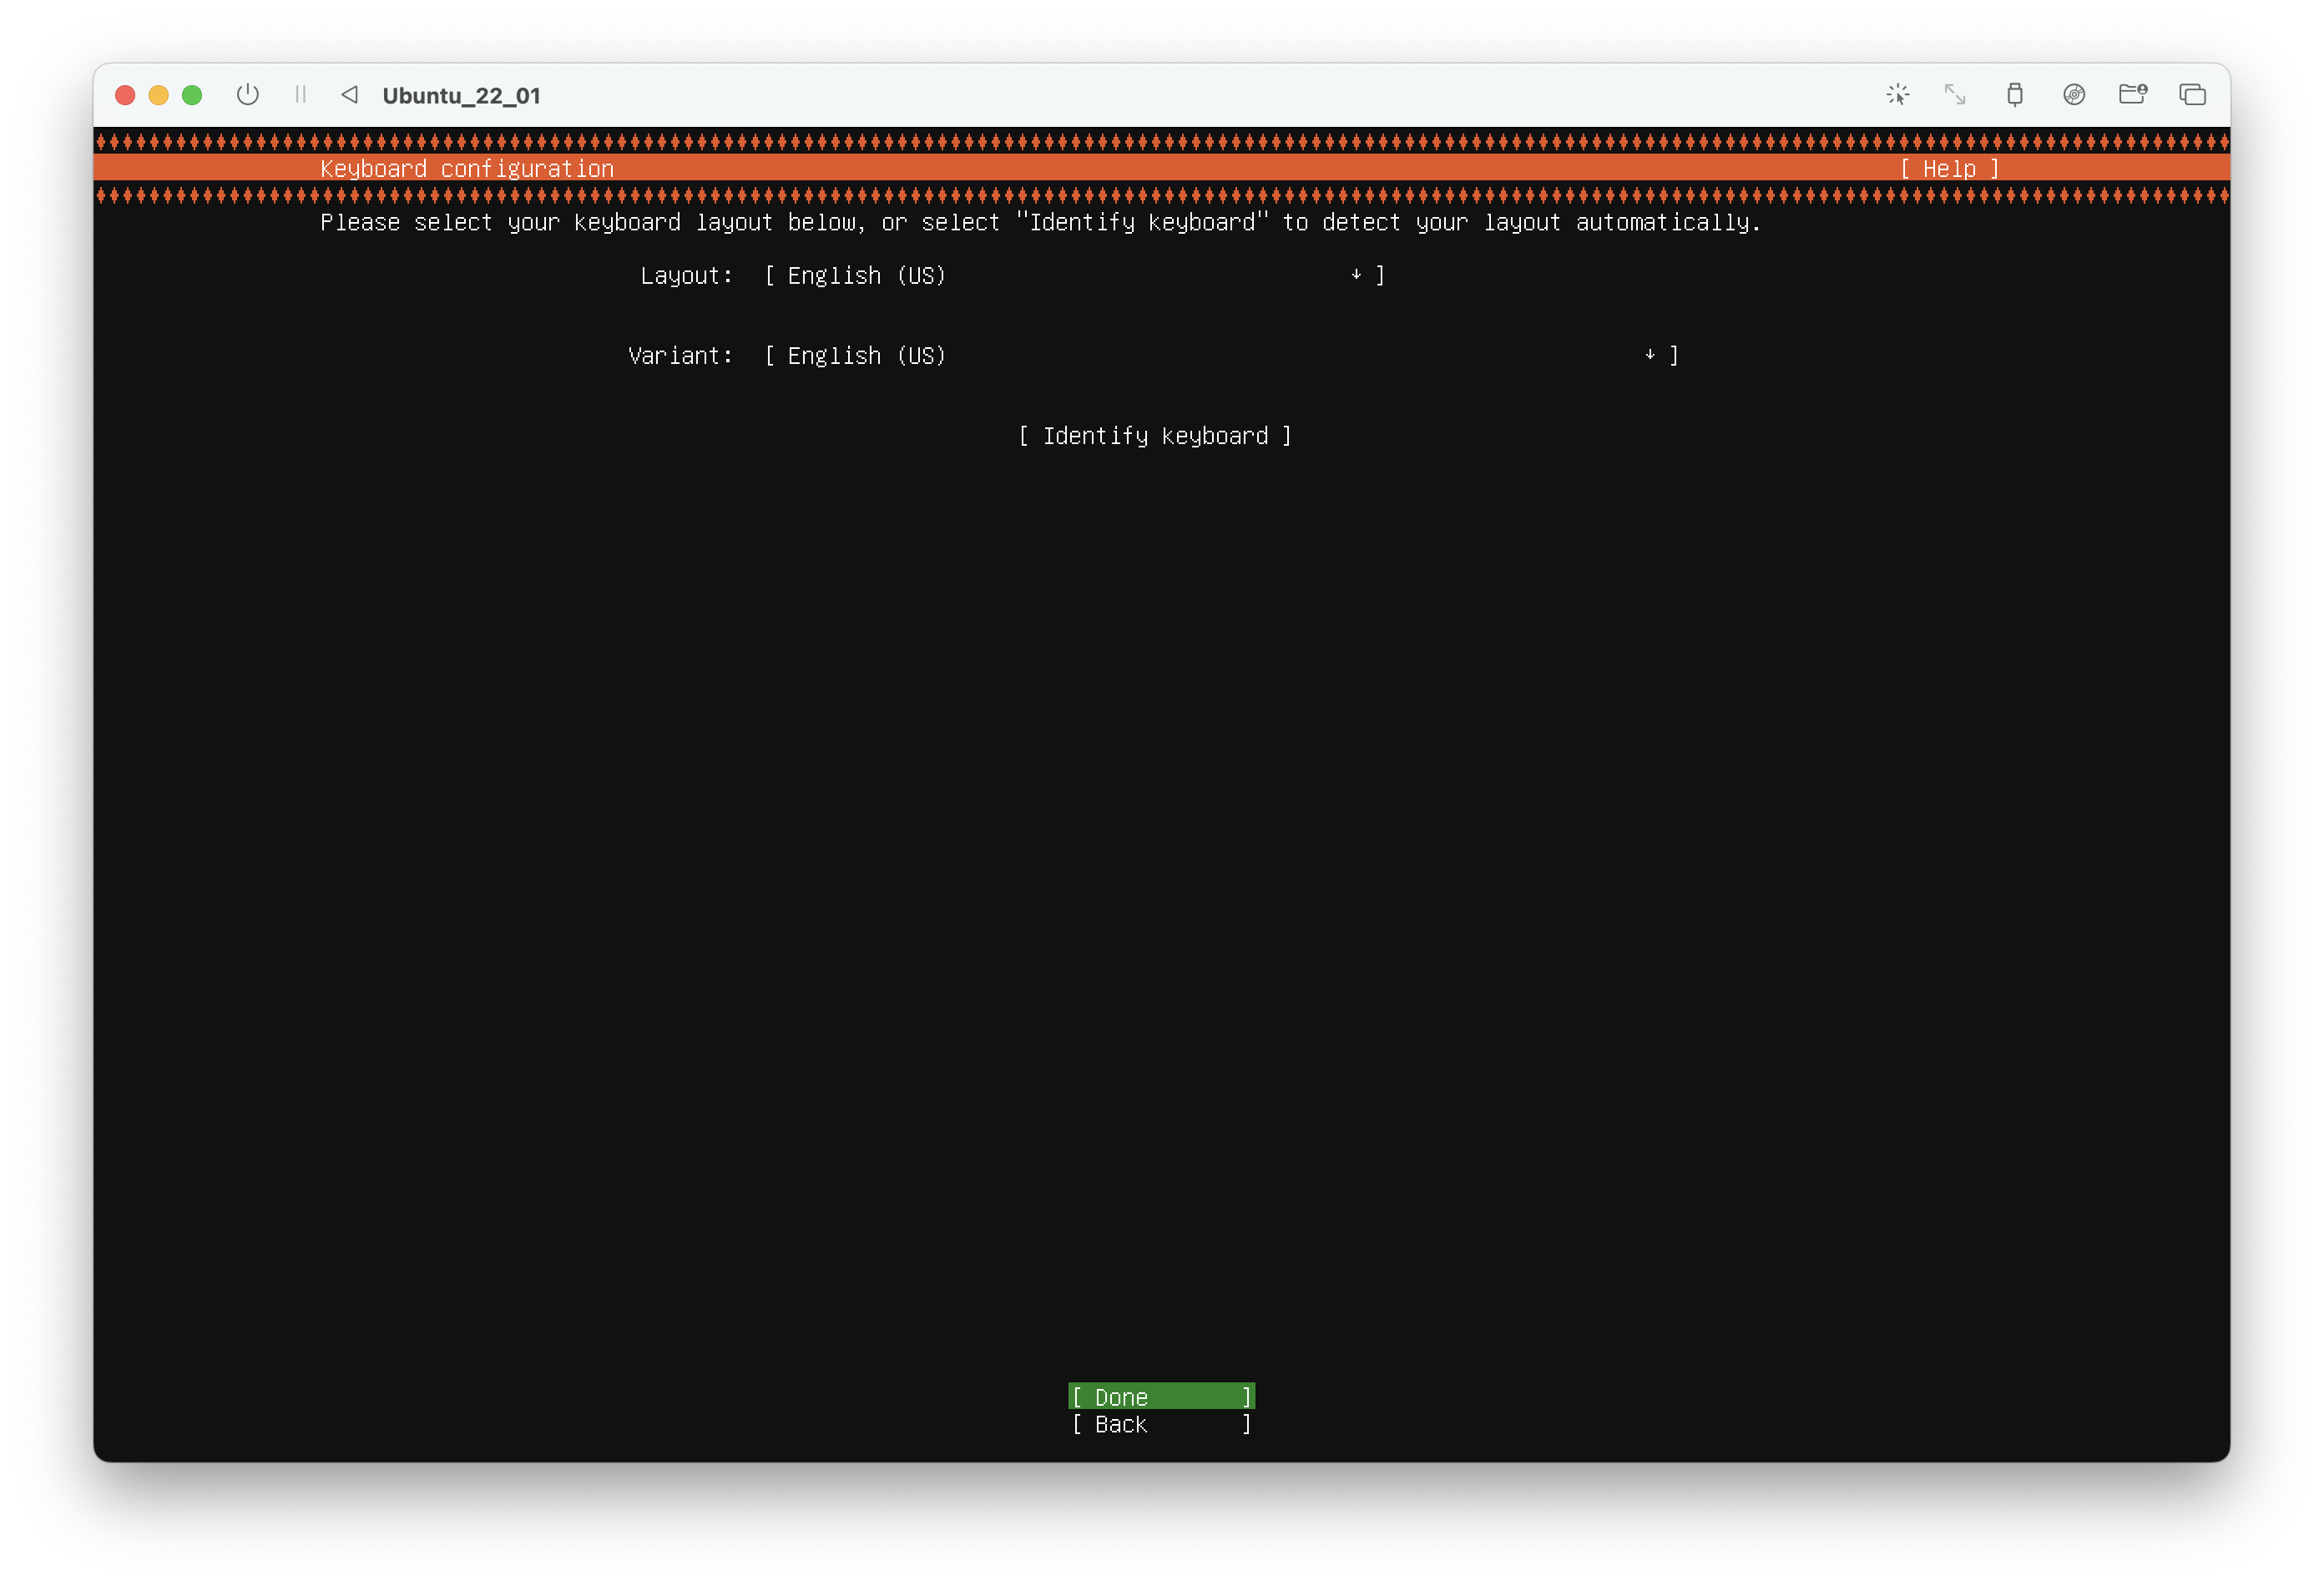 Ubuntu_22_01
Keyboard configuration [ Help ]
Please select your keyboard layout below, or select "Identify keyboard" to detect your layout automatically.
Layout: [ English (US) ↓ ]
Variant: [ English (US) ↓ ]
[ Identify keyboard ]
[ Done ]
[ Back ]